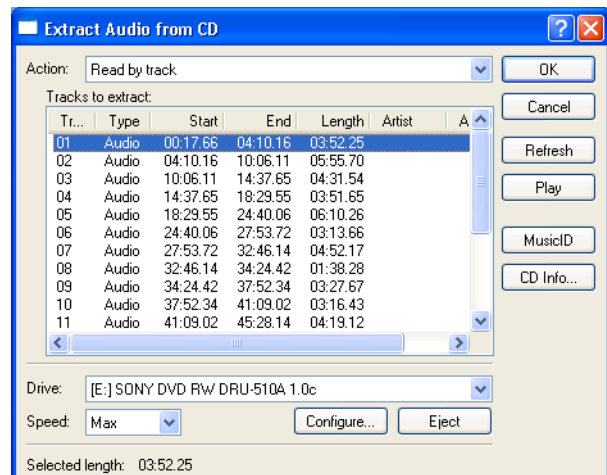 Extract Audio from CD
Action: Read by track OK
Tracks to extract: Cancel
Tr... Type Start End Length Artist A
01 Audio 00:17.66 04:10.16 03:52.25
02 Audio 04:10.16 10:06.11 05:55.70 Refresh
03 Audio 10:06.11 14:37.65 04:31.54
04 Audio 14:37.65 18:29.55 03:51.65 Play
05 Audio 18:29.55 24:40.06 06:10.26
06 Audio 24:40.06 27:53.72 03:13.66
07 Audio 27:53.72 32:46.14 04:52.17 MusicID
08 Audio 32:46.14 34:24.42 01:38.28
09 Audio 34:24.42 37:52.34 03:27.67 CD Info...
10 Audio 37:52.34 41:09.02 03:16.43
11 Audio 41:09.02 45:28.14 04:19.12
Drive: [E:] SONY DVD RW DRU-510A 1.0c
Speed: Max Configure... Eject
Selected length: 03:52.25